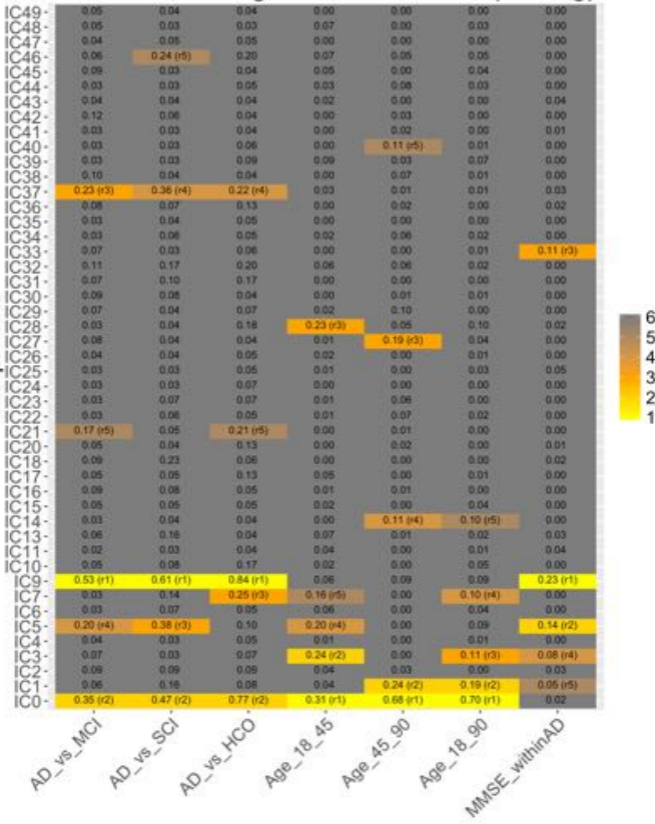 IC49 0.05 0.04 0.04 0.00 0.00 0.00 0.00
IC48 0.05 0.03 0.03 0.07 0.00 0.00 0.00
IC47 0.04 0.05 0.05 0.00 0.00 0.00 0.00
IC46 0.06 0.24 (r5) 0.20 0.07 0.05 0.05 0.00
IC45 0.09 0.03 0.04 0.05 0.00 0.04 0.00
IC44 0.03 0.03 0.05 0.03 0.08 0.03 0.00
IC43 0.04 0.04 0.04 0.02 0.00 0.00 0.04
IC42 0.12 0.06 0.04 0.00 0.03 0.00 0.00
IC41 0.03 0.03 0.04 0.00 0.02 0.00 0.01
IC40 0.03 0.03 0.06 0.00 0.11 (r5) 0.01 0.00
IC39 0.03 0.03 0.09 0.09 0.03 0.07 0.00
IC38 0.10 0.04 0.04 0.00 0.07 0.01 0.00
IC37 0.23 (r3) 0.36 (r4) 0.22 (r4) 0.03 0.01 0.01 0.03
IC36 0.08 0.07 0.13 0.00 0.02 0.00 0.02
IC35 0.03 0.04 0.05 0.00 0.00 0.00 0.00
IC34 0.03 0.06 0.05 0.02 0.06 0.02 0.00
IC33 0.07 0.03 0.06 0.00 0.00 0.01 0.11 (r3)
IC32 0.11 0.17 0.20 0.06 0.06 0.02 0.00
IC31 0.07 0.10 0.17 0.00 0.00 0.00 0.00
IC30 0.09 0.08 0.04 0.00 0.01 0.01 0.00
IC29 0.07 0.04 0.07 0.02 0.10 0.00 0.00
IC28 0.03 0.04 0.18 0.23 (r3) 0.05 0.10 0.02
IC27 0.08 0.04 0.04 0.01 0.19 (r3) 0.04 0.00
IC26 0.04 0.04 0.05 0.02 0.00 0.01 0.00
IC25 0.03 0.03 0.05 0.01 0.00 0.03 0.05
IC24 0.03 0.03 0.07 0.00 0.00 0.00 0.00
IC23 0.03 0.07 0.07 0.01 0.06 0.00 0.00
IC22 0.03 0.06 0.05 0.01 0.07 0.02 0.00
IC21 0.17 (r5) 0.05 0.21 (r5) 0.00 0.01 0.00 0.00
IC20 0.05 0.04 0.13 0.00 0.02 0.00 0.01
IC18 0.09 0.23 0.06 0.00 0.00 0.00 0.02
IC17 0.05 0.05 0.13 0.05 0.00 0.01 0.00
IC16 0.09 0.08 0.05 0.01 0.01 0.00 0.00
IC15 0.05 0.05 0.05 0.02 0.00 0.04 0.00
IC14 0.03 0.04 0.04 0.00 0.11 (r4) 0.10 (r5) 0.00
IC13 0.06 0.16 0.04 0.07 0.01 0.02 0.03
IC11 0.02 0.03 0.04 0.04 0.00 0.01 0.04
IC10 0.05 0.08 0.17 0.02 0.00 0.05 0.00
IC9 0.53 (r1) 0.61 (r1) 0.84 (r1) 0.06 0.09 0.09 0.23 (r1)
IC7 0.03 0.14 0.25 (r3) 0.16 (r5) 0.00 0.10 (r4) 0.00
IC6 0.03 0.07 0.05 0.06 0.00 0.04 0.00
IC5 0.20 (r4) 0.38 (r3) 0.10 0.20 (r4) 0.00 0.09 0.14 (r2)
IC4 0.04 0.03 0.05 0.01 0.00 0.01 0.00
IC3 0.07 0.03 0.07 0.24 (r2) 0.00 0.11 (r3) 0.08 (r4)
IC2 0.09 0.09 0.09 0.04 0.03 0.00 0.03
IC1 0.06 0.16 0.08 0.04 0.24 (r2) 0.19 (r2) 0.05 (r5)
IC0 0.35 (r2) 0.47 (r2) 0.77 (r2) 0.31 (r1) 0.68 (r1) 0.70 (r1) 0.02
AD_vs_MCI AD_vs_SCI AD_vs_HCO Age_18_45 Age_45_90 Age_18_90 MMSE_withinAD
6
5
4
3
2
1